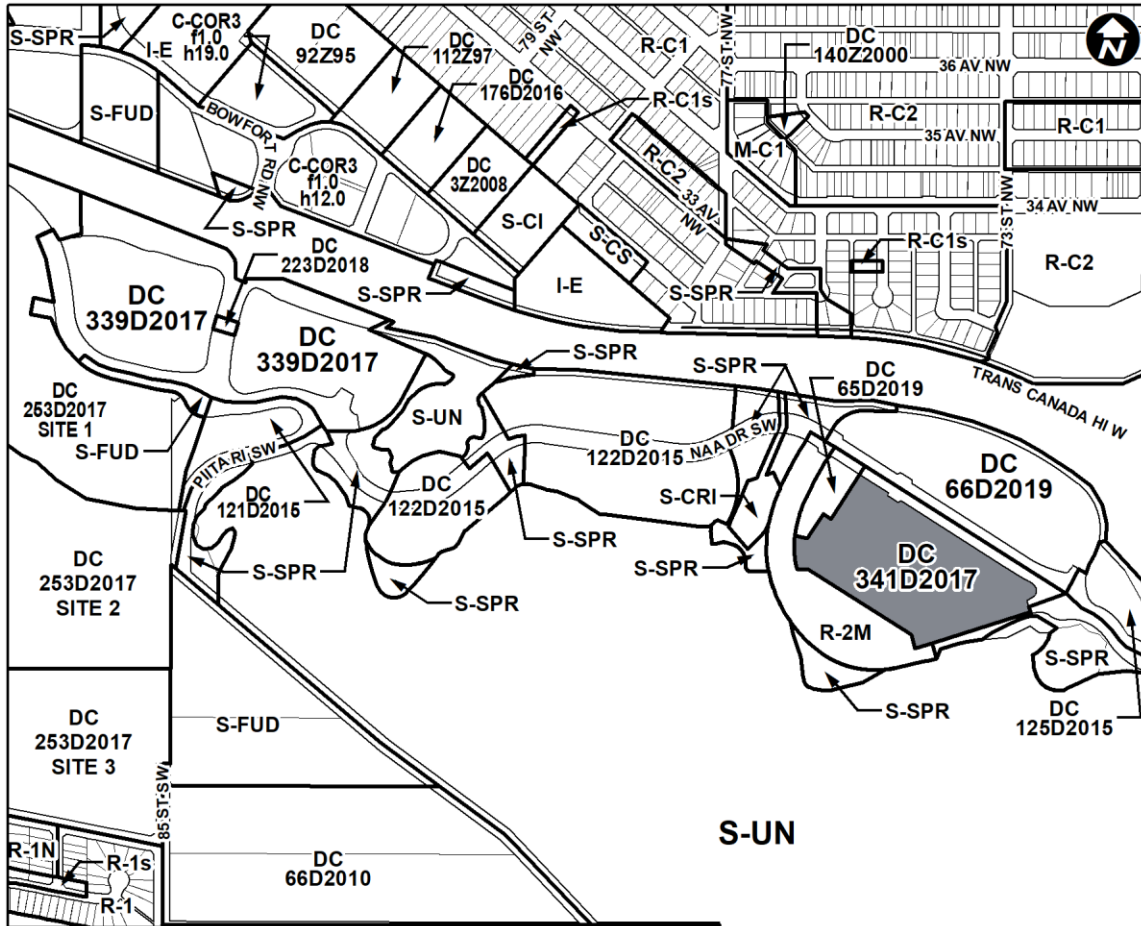 S-SPR
C-COR3
f1.0
h19.0
I-E
DC
92Z95
DC
112Z97
DC
176D2016
79 ST
NW
R-C1
77 ST NW
DC
140Z2000
36 AV NW
N
S-FUD
BOWFORT RD NW
C-COR3
f1.0
h12.0
R-C1s
R-C2
35 AV NW
R-C1
M-C1
DC
3Z2008
R-C2
33 AV
NW
34 AV NW
73 ST NW
S-SPR
S-CI
S-CS
R-C1s
R-C2
DC
223D2018
S-SPR
I-E
S-SPR
DC
339D2017
DC
339D2017
S-SPR
S-SPR
DC
65D2019
TRANS CANADA HI W
DC
253D2017
SITE 1
S-FUD
S-UN
DC
122D2015
NAA DR SW
DC
66D2019
PIITA RI SW
DC
121D2015
DC
122D2015
S-CRI
S-SPR
DC
341D2017
S-SPR
S-SPR
S-SPR
DC
253D2017
SITE 2
R-2M
S-SPR
S-SPR
DC
125D2015
DC
253D2017
SITE 3
S-FUD
85 ST SW
S-UN
R-1N
R-1s
R-1
DC
66D2010